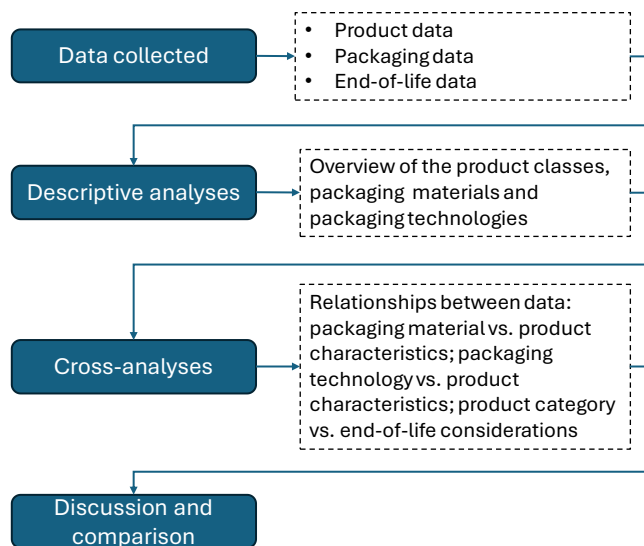 Data collected
• Product data
• Packaging data
• End-of-life data
Descriptive analyses
Overview of the product classes,
packaging materials and
packaging technologies
Cross-analyses
Relationships between data:
packaging material vs. product
characteristics; packaging
technology vs. product
characteristics; product category
vs. end-of-life considerations
Discussion and
comparison